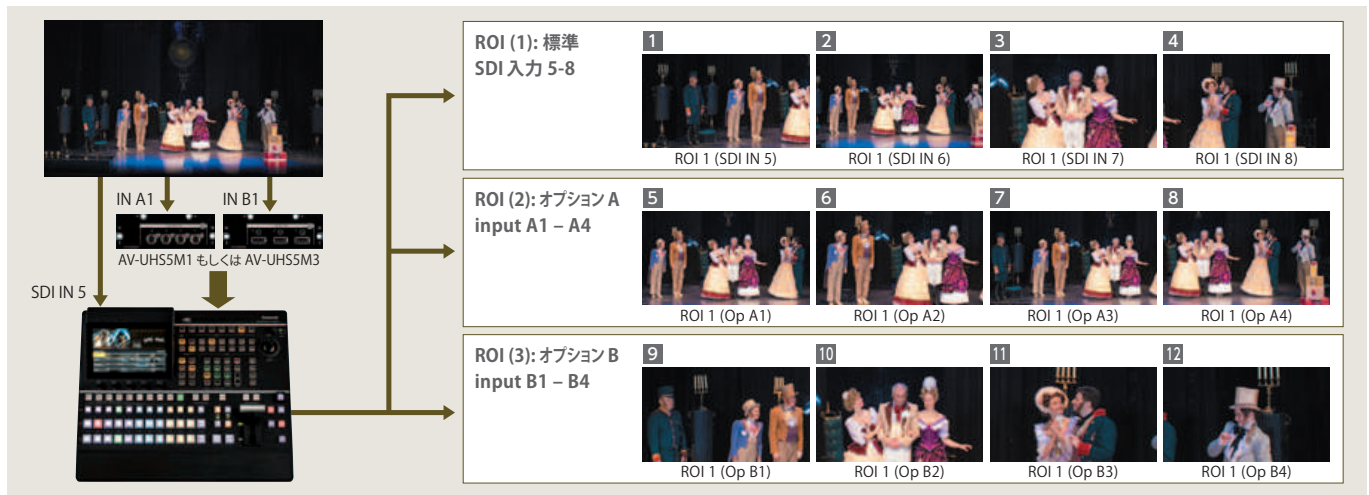 IN A1
IN B1
AV-UHS5M1 もしくは AV-UHS5M3
SDI IN 5
ROI (1): 標準
SDI 入力 5-8
1
2
3
4
ROI 1 (SDI IN 5)
ROI 1 (SDI IN 6)
ROI 1 (SDI IN 7)
ROI 1 (SDI IN 8)
ROI (2): オプション A
input A1 – A4
5
6
7
8
ROI 1 (Op A1)
ROI 1 (Op A2)
ROI 1 (Op A3)
ROI 1 (Op A4)
ROI (3): オプション B
input B1 – B4
9
10
11
12
ROI 1 (Op B1)
ROI 1 (Op B2)
ROI 1 (Op B3)
ROI 1 (Op B4)